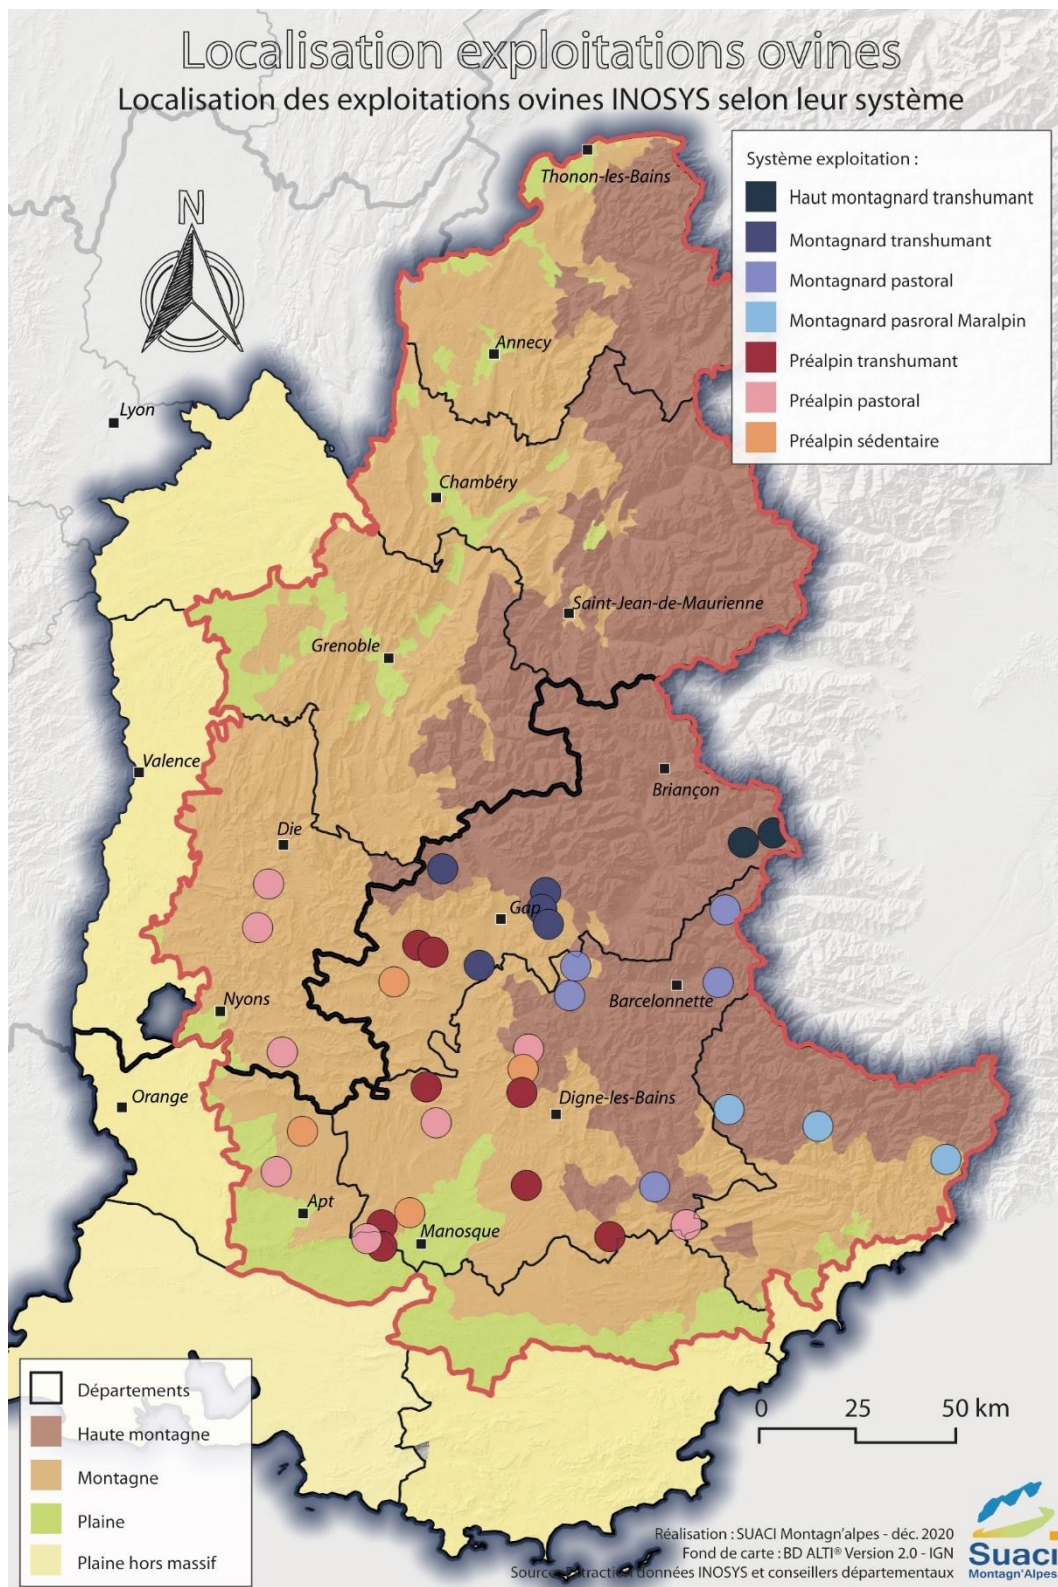 Localisation exploitations ovines
Localisation des exploitations ovines INOSYS selon leur système
N
Système exploitation :
Haut montagnard transhumant
Montagnard transhumant
Montagnard pastoral
Montagnard pasroral Maralpin
Préalpin transhumant
Préalpin pastoral
Préalpin sédentaire
Thonon-les-Bains
Annecy
Lyon
Chambéry
Saint-Jean-de-Maurienne
Grenoble
Valence
Briançon
Die
Gap
Barcelonnette
Nyons
Orange
Digne-les-Bains
Apt
Manosque
Départements
Haute montagne
Montagne
Plaine
Plaine hors massif
0 25 50 km
Réalisation : SUACI Montagn'alpes - déc. 2020
Fond de carte : BD ALTI® Version 2.0 - IGN
données INOSYS et conseillers départementaux
Suaci
Montagn'Alpes